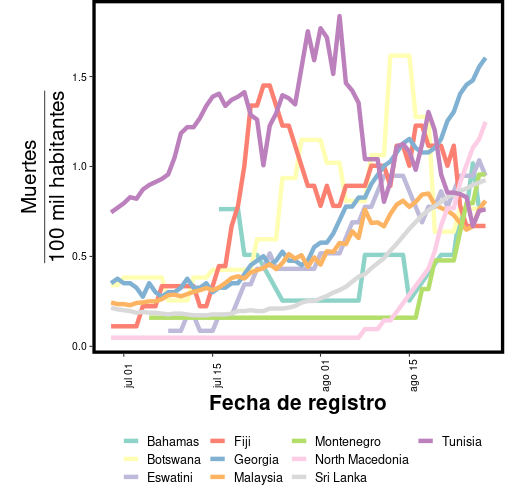 Muertes
100 mil habitantes
1.5
1.0
0.5
0.0
jul 01
jul 15
ago 01
ago 15
Fecha de registro
Bahamas Fiji Montenegro Tunisia
Botswana Georgia North Macedonia
Eswatini Malaysia Sri Lanka